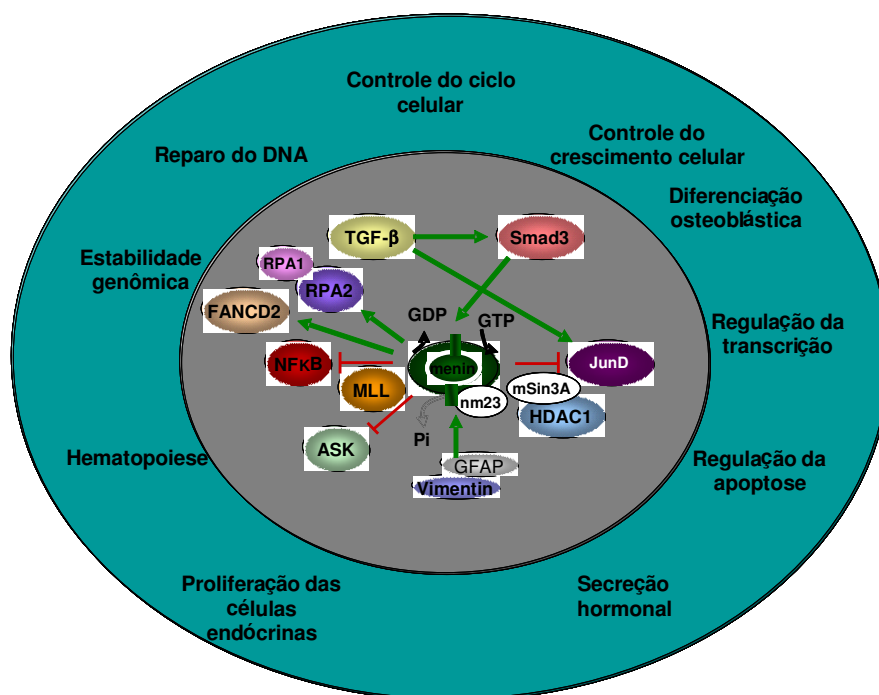 Controle do ciclo
celular
Controle do
crescimento celular
Reparo do DNA
Diferenciação
osteoblástica
TGF-β
Smad3
Estabilidade
genômica
RPA1
RPA2
FANCD2
GDP
GTP
Regulação da
transcrição
NFκB
menin
JunD
MLL
mSin3A
nm23
HDAC1
Pi
ASK
GFAP
Vimentin
Hematopoiese
Regulação da
apoptose
Proliferação das
células
endócrinas
Secreção
hormonal